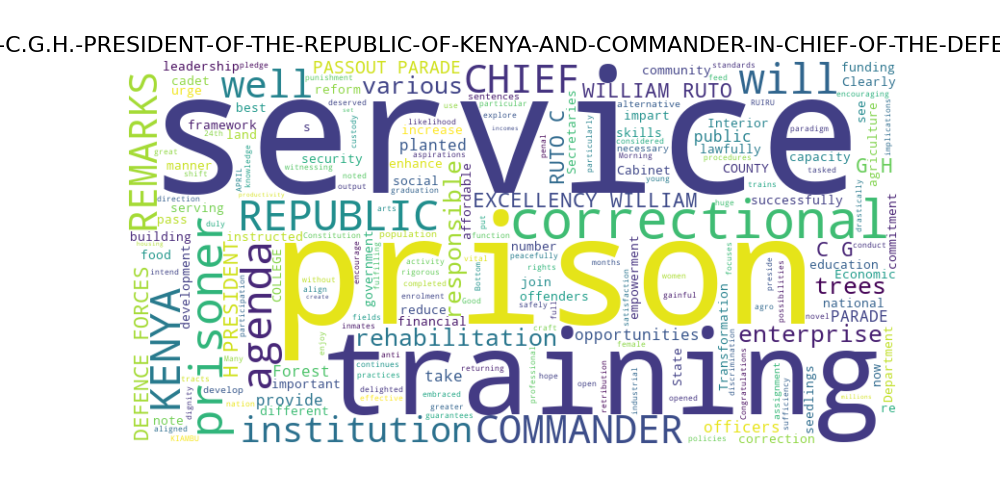 -C.G.H.-PRESIDENT-OF-THE-REPUBLIC-OF-KENYA-AND-COMMANDER-IN-CHIEF-OF-THE-DEFE
leadership
pledge
PASSOUT PARADE
CHIEF
standards
community
funding
cadet
urge
well
punishment
reform
various
sentences
WILLIAM RUTO
feed
will
Clearly
encouraging
REMARKS
best
deserved
vet
use
particular
alternative
RUIRU
see
implications
framework
s
custody
likelihood
explore
impart
Interior
paradigm
service
24th
land
increase
incomes
RUTO C
Secretaries
particularly
considered
skills
public
agriculture
great
knowledge
witnessing
planted
penal
necessary
lawfully
procedures
capacity
manner
shift
APRIL
security
noted
output
enhance
aspirations
Morning
Cabinet
young
COUNTY
tasked
G H
direction
productivity
social
graduation
affordable
trains
successfully
serving
pass
duly
arts
REPUBLIC
EXCELLENCY WILLIAM
huge
commitment
building
instructed
Constitution
population
responsible
put
function
correctional
housing
prisoner
H PRESIDENT
food
development
agenda
COLLEGE
encourage
government
fulfilling
prison
number
peacefully
women
focuses
C G
conduct
education
intend
participation
without
align
create
activity
rigorous
completed
vital
Bottom
rights
months
join
offenders
safely
full
satisfaction
empowerment
gainful
preside
possibilities
Economic
trees
DEFENCE FORCES
KENYA
enrolment
reduce
financial
Good
agro
novel
national
PARADE
fields
inmates
craft
rehabilitation
opportunities
female
Transformation
discrimination
enterprise
Many
enjoy
training
anti
continues
practices
returning
take
professional
hope
open
retribution
industrial
State
opened
Congratulations
assignment
sufficiency
seedlings
now
Department
tracts
dignity
develop
Forest
important
delighted
effective
embraced
greater
guarantees
nation
provide
different
re
millions
note
aligned
KIAMBU
institution
COMMANDER
policies
officers
correction